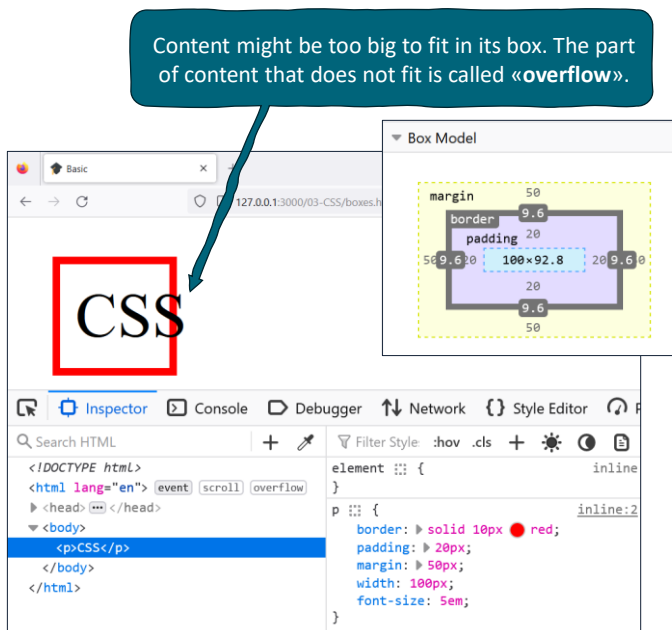 Content might be too big to fit in its box. The part
of content that does not fit is called «overflow».
Box Model
margin
50
border
9.6
padding
20
50
9.6
20
100×92.8
20
9.6
0
20
9.6
50
Basic
127.0.0.1:3000/03-CSS/boxes.h
CSS
Inspector Console Debugger Network {} Style Editor
Search HTML
Filter Style :hov .cls
<!DOCTYPE html>
<html lang="en"> event scroll overflow
<head> ••• </head>
<body>
<p>CSS</p>
</body>
</html>
element { inline
}
p { inline:2
border: solid 10px red;
padding: 20px;
margin: 50px;
width: 100px;
font-size: 5em;
}